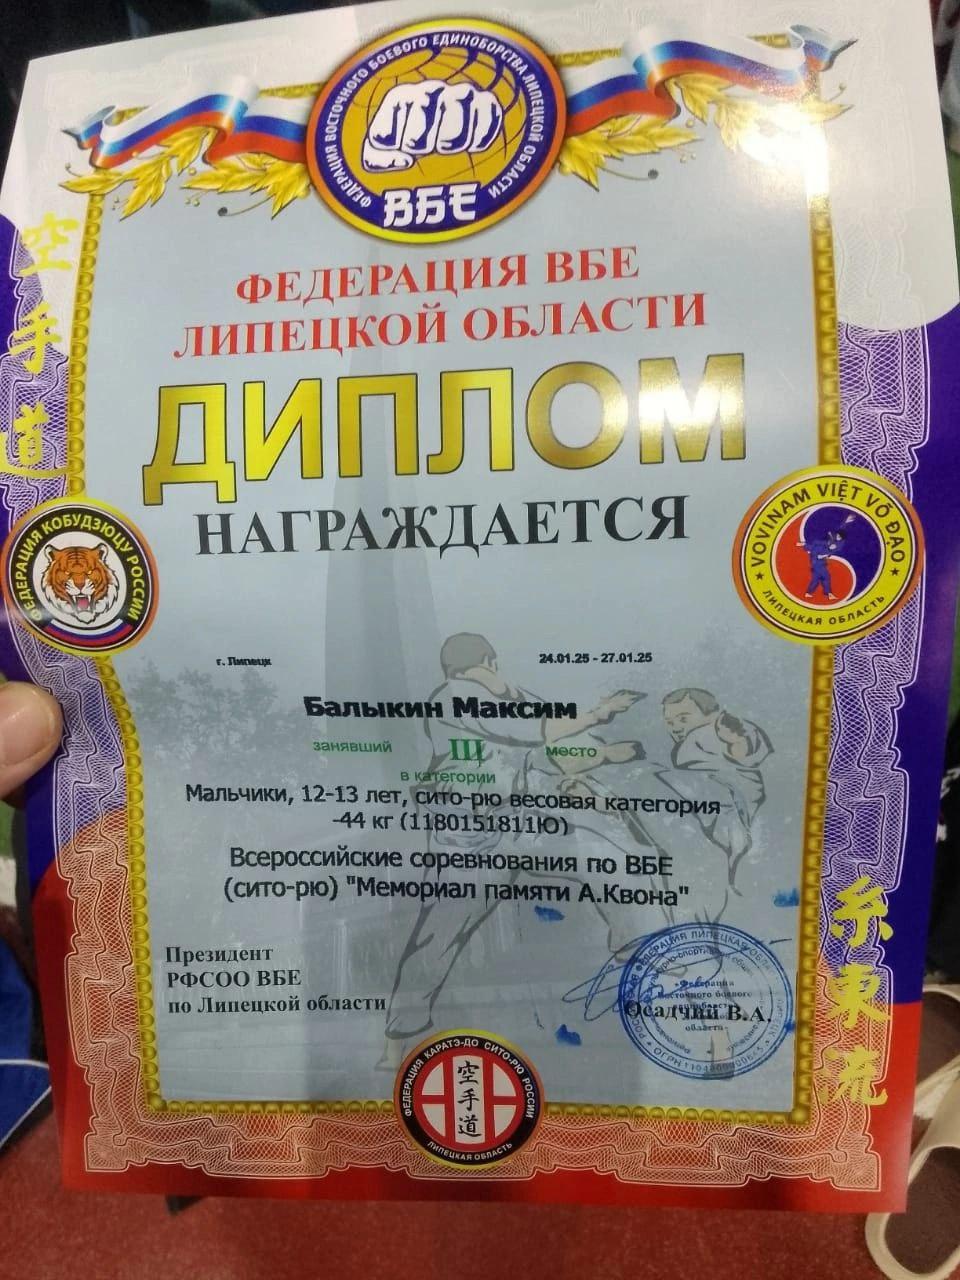 ФЕДЕРАЦИЯ ВОСТОЧНОГО БОЕВОГО ЕДИНОБОРСТВА ЛИПЕЦКОЙ ОБЛАСТИ
ВБЕ
ФЕДЕРАЦИЯ ВБЕ
ЛИПЕЦКОЙ ОБЛАСТИ
ДИПЛОМ
НАГРАЖДАЕТСЯ
空手道
ФЕДЕРАЦИЯ КОБУДЗЮЦУ РОССИИ
VOVINAM VIỆT VÕ ĐẠO
ЛИПЕЦКАЯ ОБЛАСТЬ
г. Липецк 24.01.25 - 27.01.25
Балыкин Максим
занявший III место
в категории
Мальчики, 12-13 лет, сито-рю весовая категория
-44 кг (1180151811Ю)
Всероссийские соревнования по ВБЕ
(сито-рю) "Мемориал памяти А.Квона"
Президент
РФСОО ВБЕ
по Липецкой области
Осадчий В.А.
«Федерация
Восточного боевого
области»
糸東流
ФЕДЕРАЦИЯ КАРАТЭ-ДО СИТО-РЮ РОССИИ
空手道
ЛИПЕЦКАЯ ОБЛАСТЬ